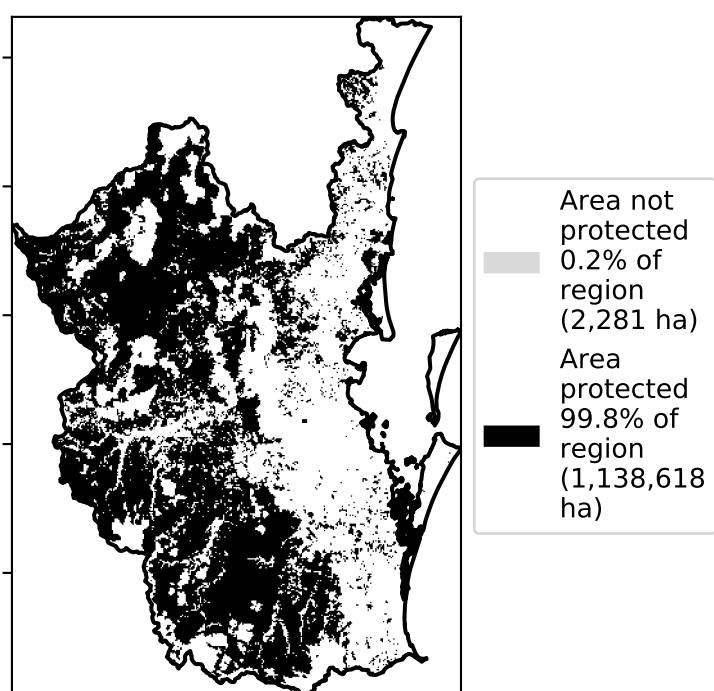 Area not
protected
0.2% of
region
(2,281 ha)
Area
protected
99.8% of
region
(1,138,618
ha)